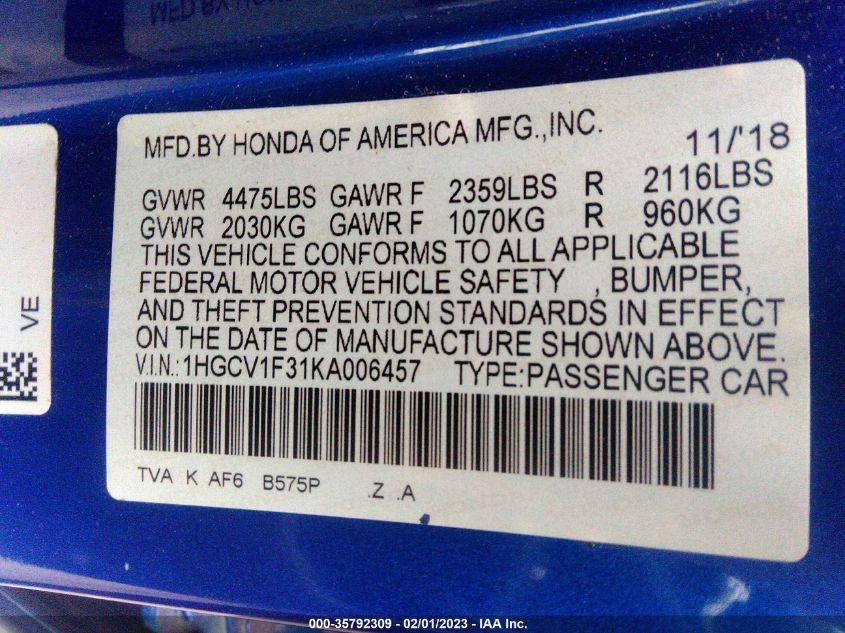 MFD.BY HONDA OF AMERICA MFG.,INC. 11/'18
GVWR 4475LBS GAWR F 2359LBS R 2116LBS
GVWR 2030KG GAWR F 1070KG R 960KG
THIS VEHICLE CONFORMS TO ALL APPLICABLE
FEDERAL MOTOR VEHICLE SAFETY , BUMPER,
AND THEFT PREVENTION STANDARDS IN EFFECT
ON THE DATE OF MANUFACTURE SHOWN ABOVE.
V.I.N.:1HGCV1F31KA006457 TYPE:PASSENGER CAR
TVA K AF6 B575P .Z .A
VE
000-35792309 - 02/01/2023 - IAA Inc.